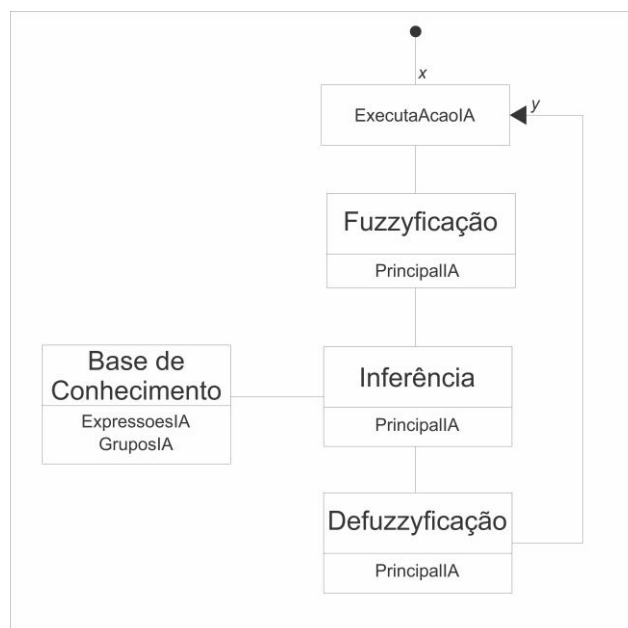 x
ExecutaAcaoIA
y
Fuzzyficação
PrincipalIA
Base de
Conhecimento
ExpressoesIA
GruposIA
Inferência
PrincipalIA
Defuzzyficação
PrincipalIA